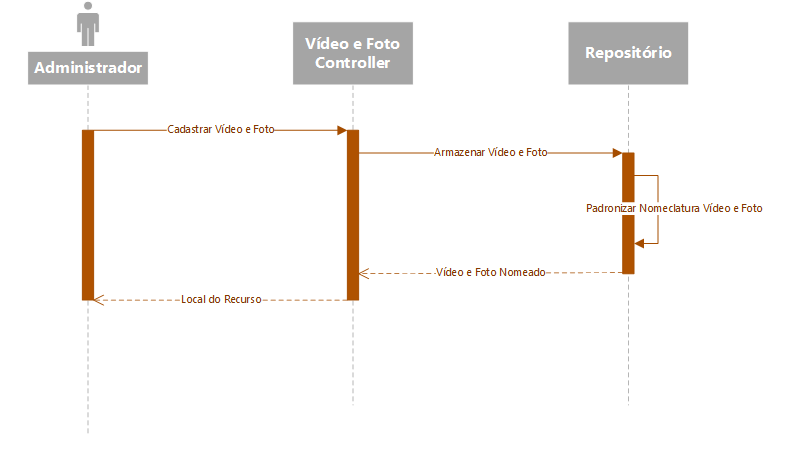 Administrador
Vídeo e Foto
Controller
Repositório
Cadastrar Vídeo e Foto
Armazenar Vídeo e Foto
Padronizar Nomeclatura Vídeo e Foto
Vídeo e Foto Nomeado
Local do Recurso